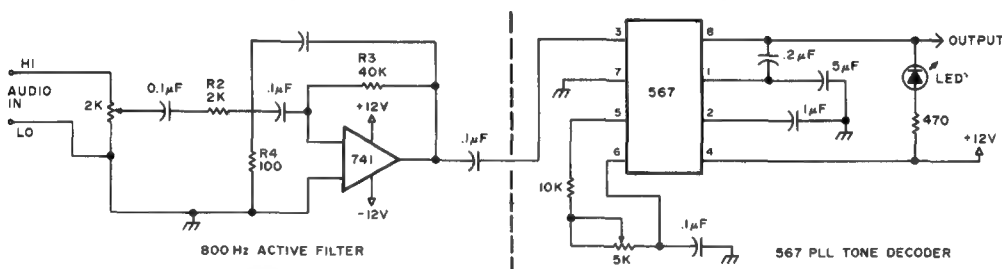 HI
AUDIO IN
LO
2K
0.1µF
R2
2K
.1µF
R3
40K
+12V
741
-12V
R4
100
.1µF
800 Hz ACTIVE FILTER
3
7
5
6
567
8
1
2
4
.2µF
5µF
1µF
OUTPUT
LED
470
+12V
10K
5K
.1µF
567 PLL TONE DECODER